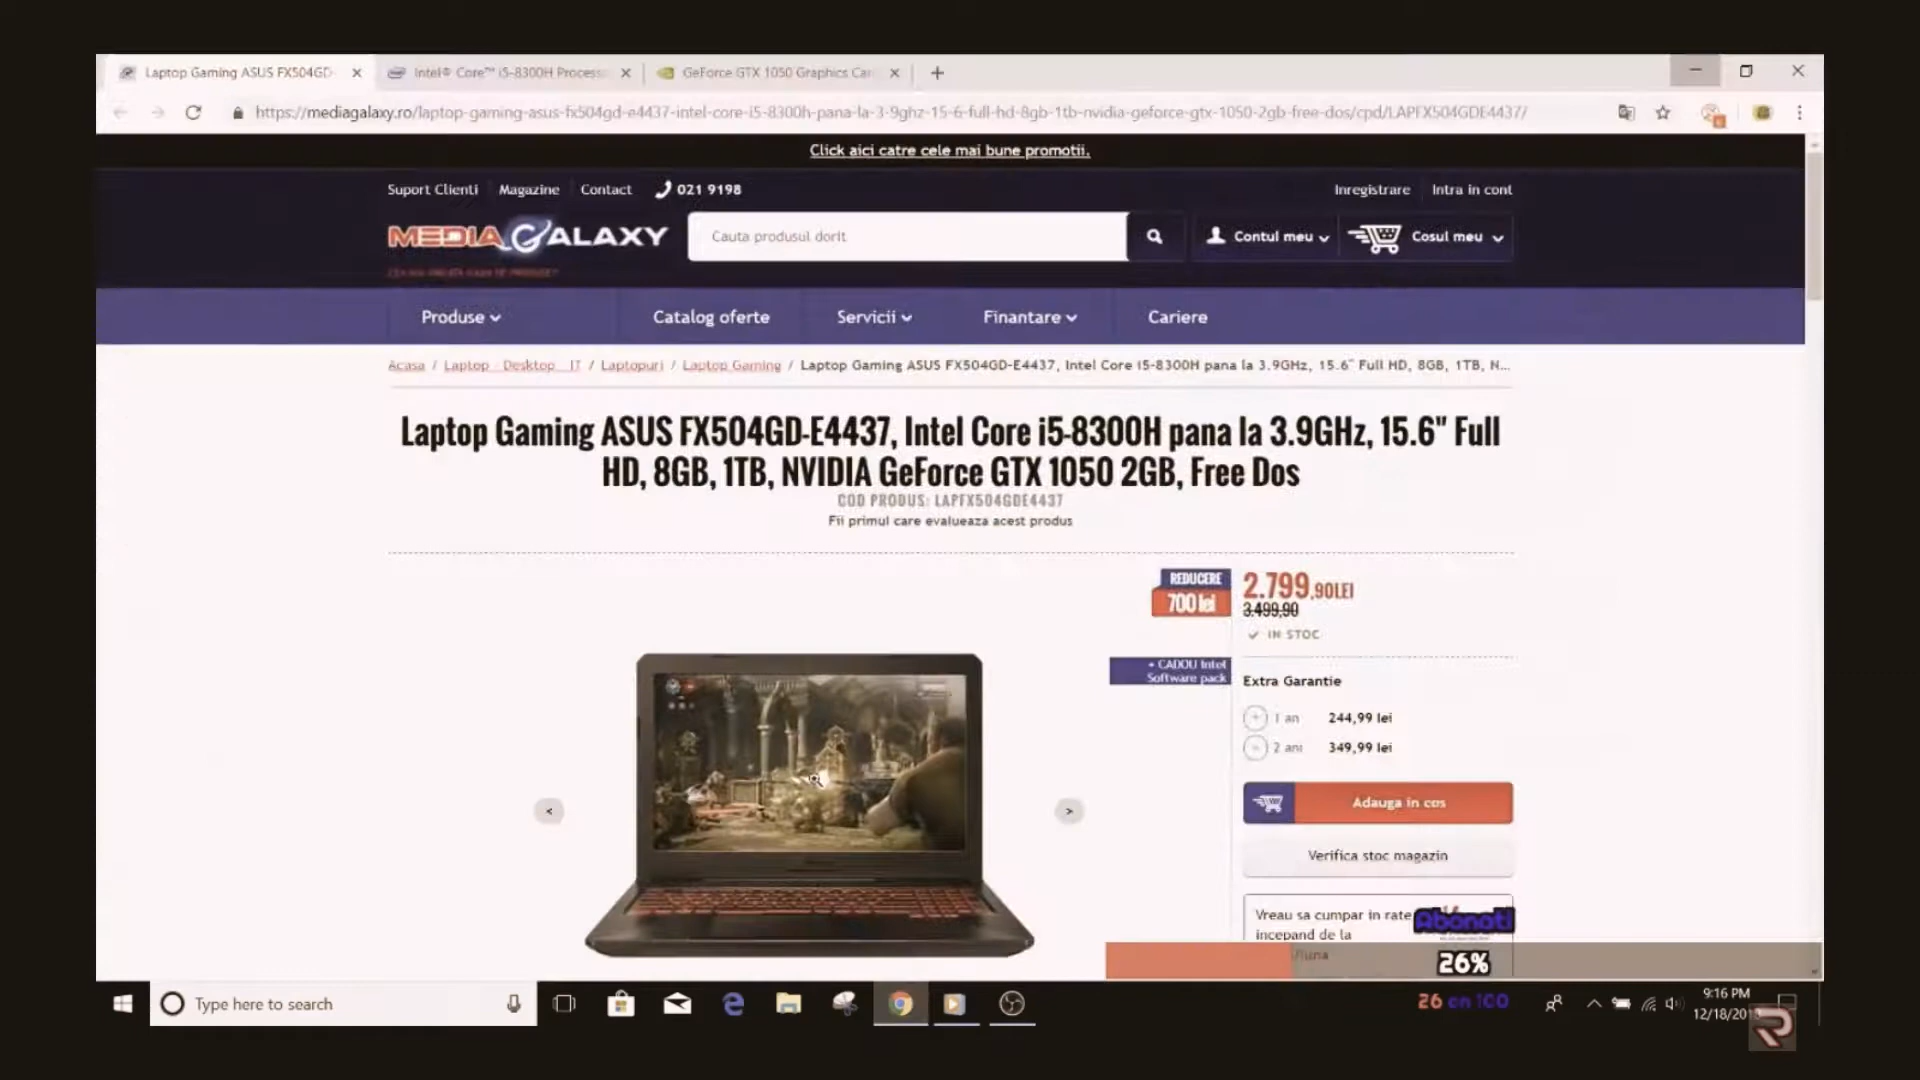 Laptop Gaming ASUS FX504GD-
Intel® Core™ i5-8300H Process
GeForce GTX 1050 Graphics Car
https://mediagalaxy.ro/laptop-gaming-asus-fx504gd-e4437-intel-core-i5-8300h-pana-la-3-9ghz-15-6-full-hd-8gb-1tb-nvidia-geforce-gtx-1050-2gb-free-dos/cpd/LAPFX504GDE4437/
Click aici catre cele mai bune promotii.
Suport Clienti Magazine Contact 021 9198
Inregistrare Intra in cont
MEDIA GALAXY
Cauta produsul dorit
Contul meu
Cosul meu
Produse Catalog oferte Servicii Finantare Cariere
Acasa / Laptop Desktop IT / Laptopuri / Laptop Gaming / Laptop Gaming ASUS FX504GD-E4437, Intel Core i5-8300H pana la 3.9GHz, 15.6" Full HD, 8GB, 1TB, N...
Laptop Gaming ASUS FX504GD-E4437, Intel Core i5-8300H pana la 3.9GHz, 15.6" Full
HD, 8GB, 1TB, NVIDIA GeForce GTX 1050 2GB, Free Dos
COD PRODUS: LAPFX504GDE4437
Fii primul care evalueaza acest produs
REDUCERE
700 lei
2.799,90LEI
3.499,90
IN STOC
+ CADOU Intel
Software pack
Extra Garantie
1 an 244,99 lei
2 ani 349,99 lei
<
>
Adauga in cos
Verifica stoc magazin
Vreau sa cumpar in rate
incepand de la
/luna
Abonati
26%
Type here to search
26 en 100
9:16 PM
12/18/201